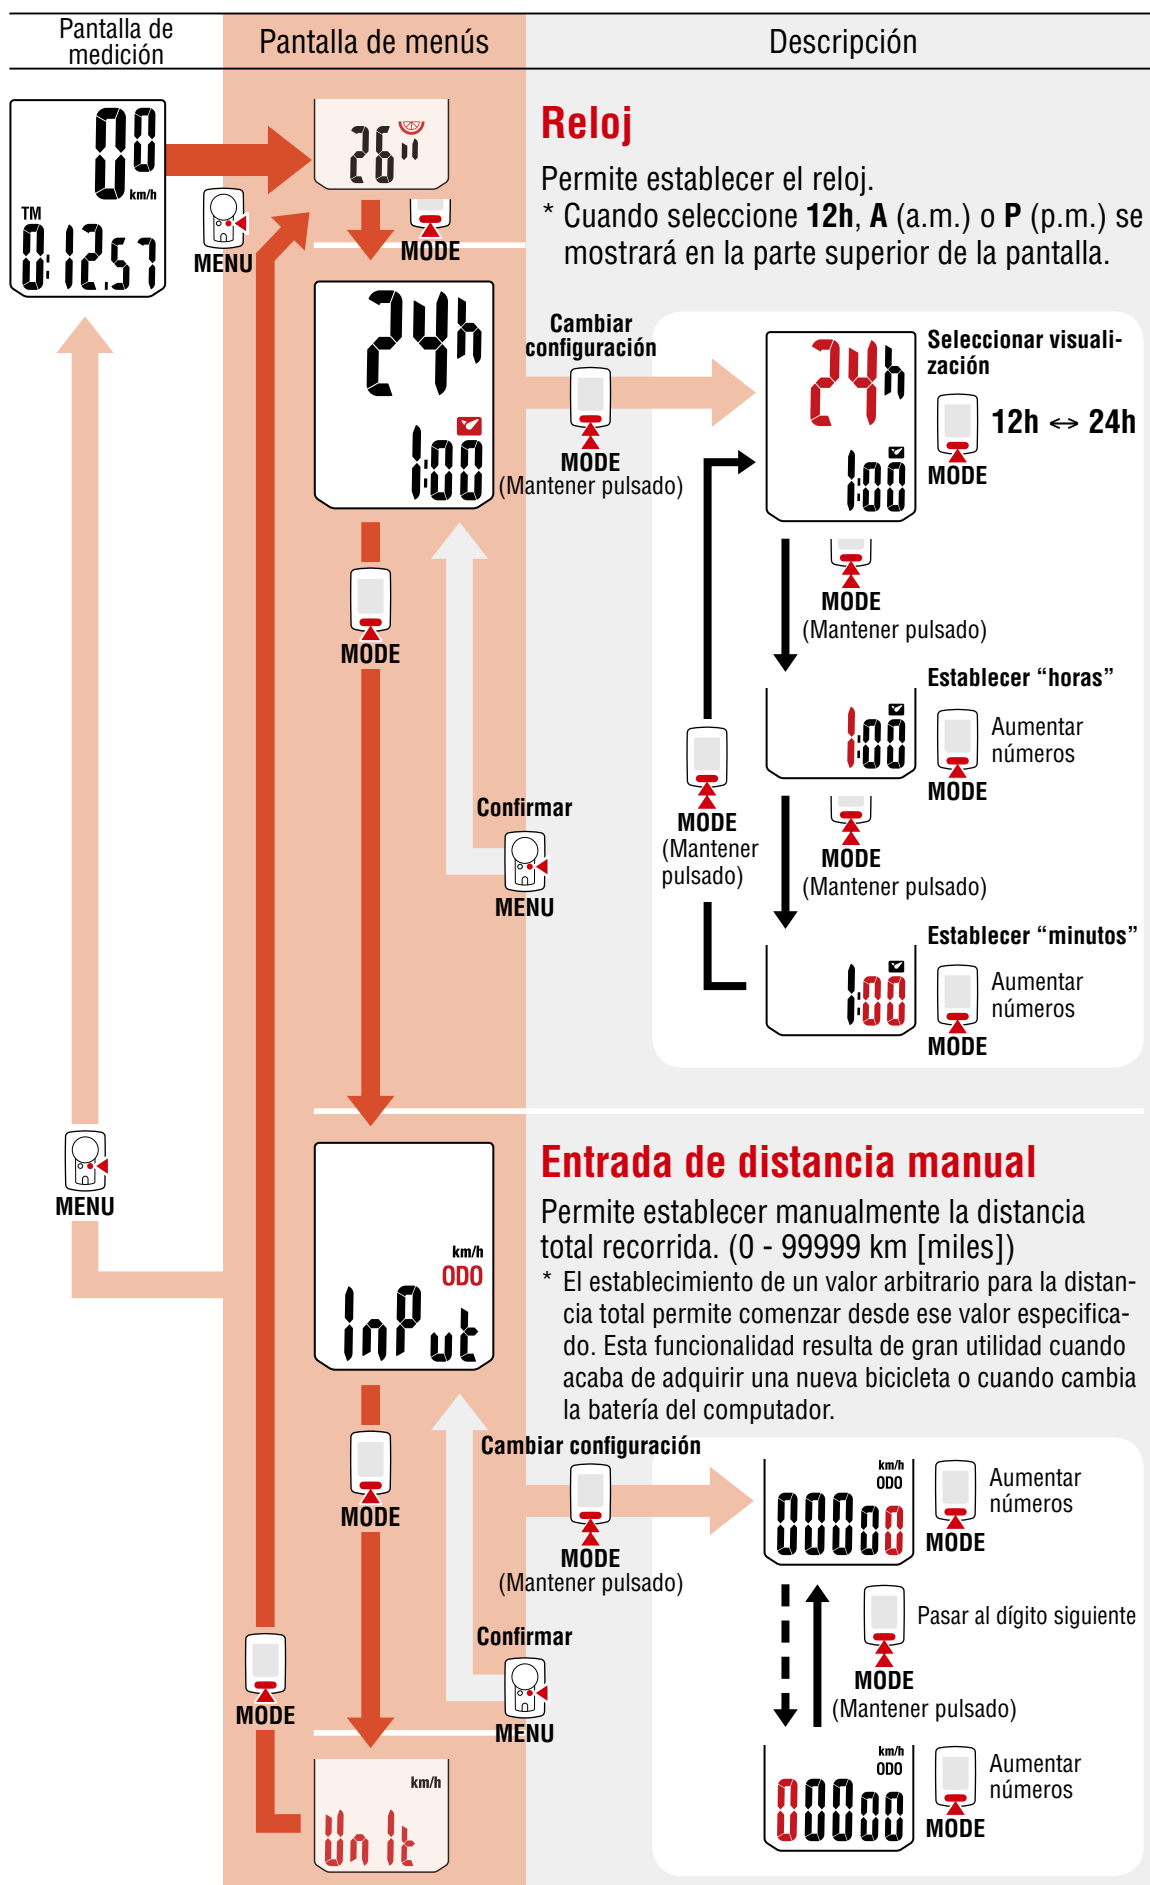 Pantalla de
medición
Pantalla de menús
Descripción
00
km/h
TM
0:12.57
MENU
26"
MODE
Reloj
Permite establecer el reloj.
* Cuando seleccione 12h, A (a.m.) o P (p.m.) se
mostrará en la parte superior de la pantalla.
24h
1:00
Cambiar
configuración
MODE
(Mantener pulsado)
24h
1:00
Seleccionar visuali-
zación
12h ↔ 24h
MODE
MODE
(Mantener pulsado)
MODE
Establecer “horas”
1:00
Aumentar
números
MODE
MODE
(Mantener
pulsado)
MODE
(Mantener pulsado)
Confirmar
MENU
Establecer “minutos”
1:00
Aumentar
números
MODE
MENU
Entrada de distancia manual
Permite establecer manualmente la distancia
total recorrida. (0 - 99999 km [miles])
* El establecimiento de un valor arbitrario para la distan-
cia total permite comenzar desde ese valor especifica-
do. Esta funcionalidad resulta de gran utilidad cuando
acaba de adquirir una nueva bicicleta o cuando cambia
la batería del computador.
km/h
ODO
InPut
MODE
Cambiar configuración
MODE
(Mantener pulsado)
km/h
ODO
00000
Aumentar
números
MODE
Pasar al dígito siguiente
MODE
(Mantener pulsado)
Confirmar
MENU
MODE
km/h
UnIt
km/h
ODO
00000
Aumentar
números
MODE